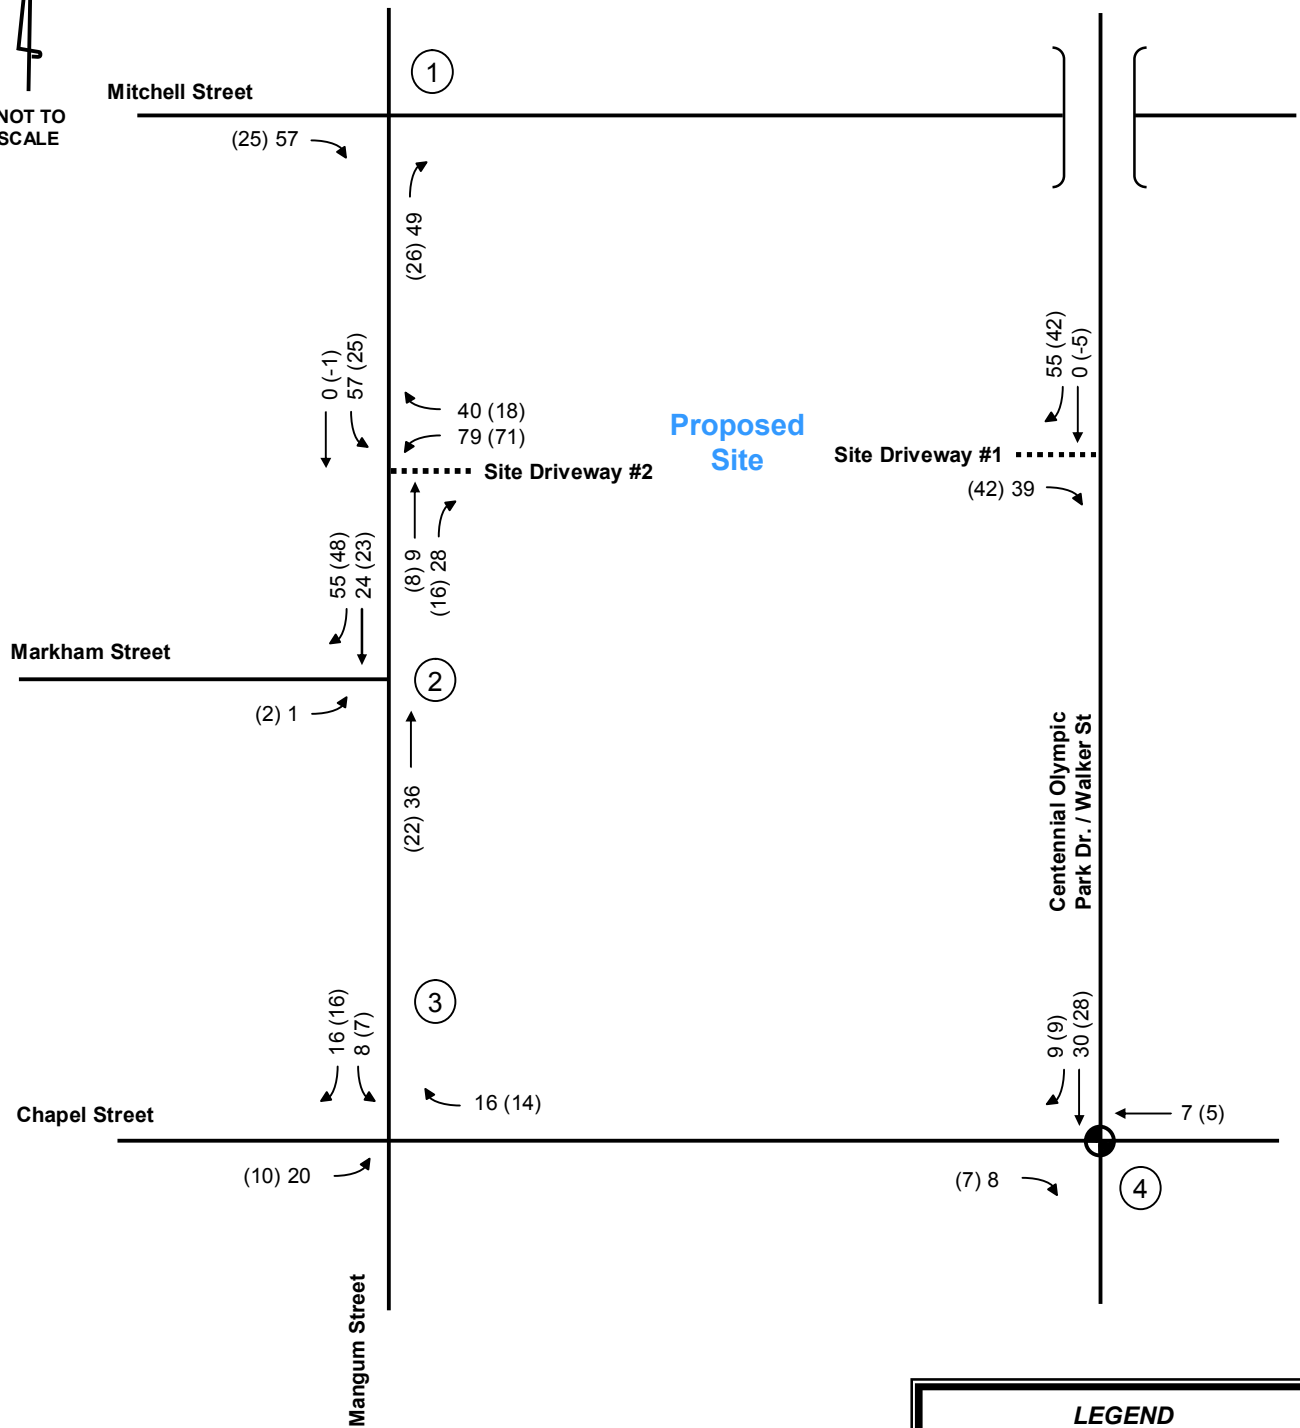 1
Mitchell Street
NOT TO
SCALE
(25) 57
(26) 49
0 (-1)
57 (25)
55 (42)
0 (-5)
40 (18)
79 (71)
Proposed
Site
Site Driveway #1
Site Driveway #2
(42) 39
55 (48)
24 (23)
(8) 9
(16) 28
Markham Street
2
(2) 1
(22) 36
Centennial Olympic
Park Dr. / Walker St
3
16 (16)
8 (7)
9 (9)
30 (28)
16 (14)
Chapel Street
7 (5)
(10) 20
(7) 8
4
Mangum Street
LEGEND